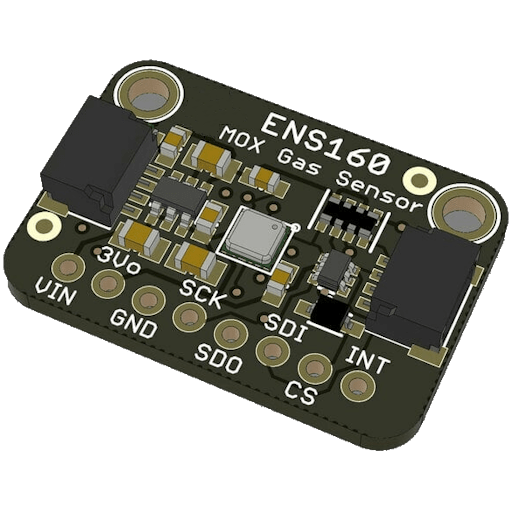 ENS160
MOX Gas Sensor
VIN
3Vo
GND
SCK
SDO
SDI
CS
INT